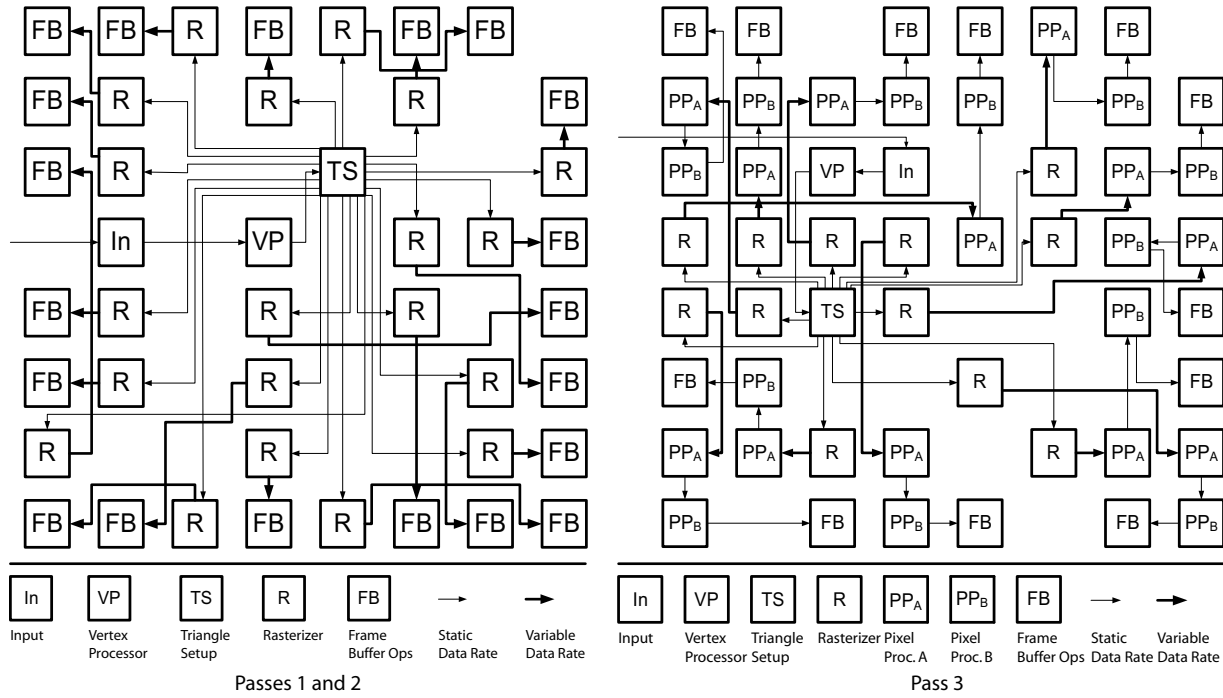 FB FB R FB R FB FB
FB R R R FB
FB R TS R
In VP R R FB
FB R R R FB
FB R R R FB
R R R FB
FB FB R FB R FB FB FB
In VP TS R FB
Input Vertex Processor Triangle Setup Rasterizer Frame Buffer Ops Static Data Rate Variable Data Rate
Passes 1 and 2
FB FB FB FB PPA FB
PPA PPB PPA PPB PPB PPB FB
PPB PPA VP In R PPA PPB
R R R R PPA R PPB PPA
R R TS R PPB FB
FB PPB R FB
PPA PPA R PPA R PPA PPA
PPB FB PPB FB FB PPB
In VP TS R PPA PPB FB
Input Vertex Processor Triangle Setup Rasterizer Pixel Proc. A Pixel Proc. B Frame Buffer Ops Static Data Rate Variable Data Rate
Pass 3